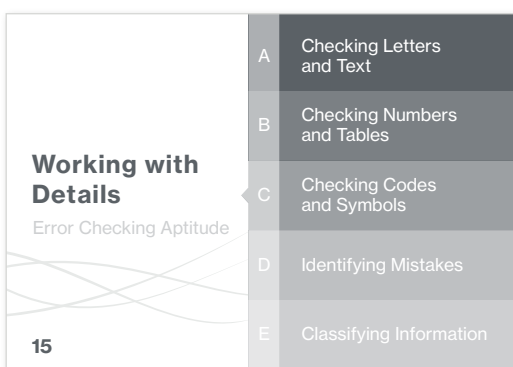 Working with
Details
Error Checking Aptitude
15
A
Checking Letters
and Text
B
Checking Numbers
and Tables
C
Checking Codes
and Symbols
D
Identifying Mistakes
E
Classifying Information